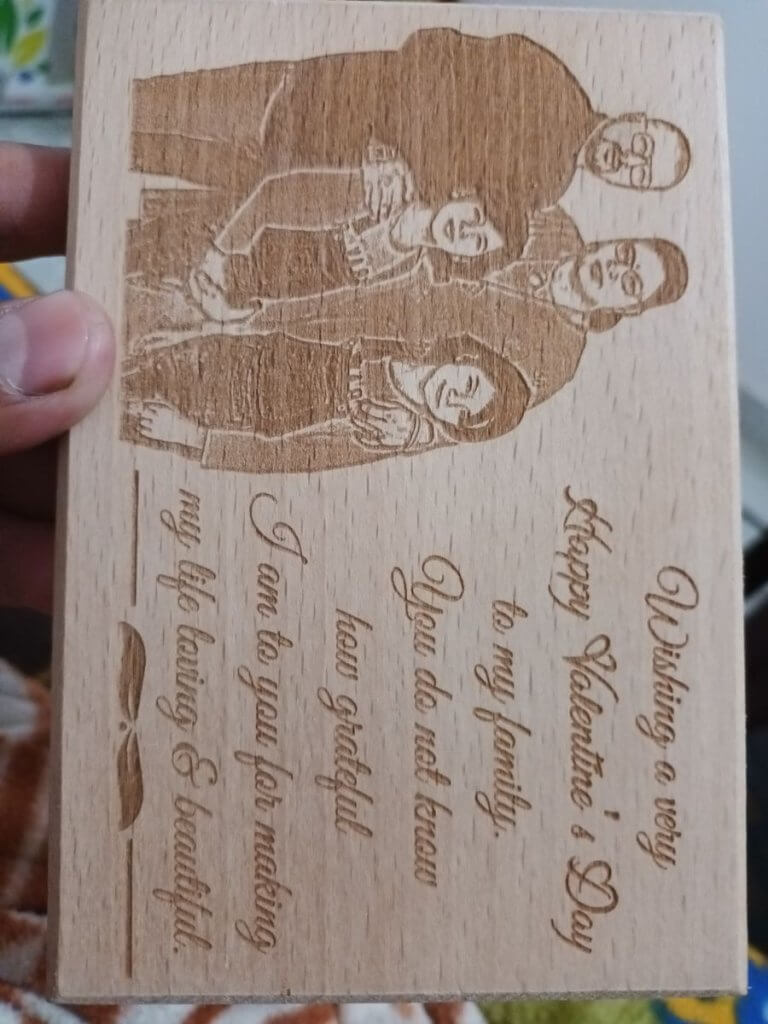 Wishing a very
Happy Valentine's Day
to my family.
You do not know
how grateful
I am to you for making
my life loving & beautiful.